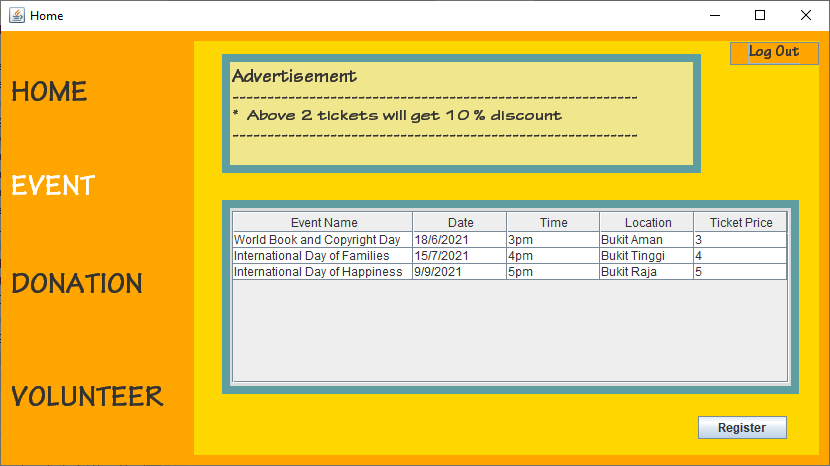 Home
Log Out
HOME
EVENT
DONATION
VOLUNTEER
Advertisement
----------------------------------------------------------
* Above 2 tickets will get 10 % discount
----------------------------------------------------------
Event Name Date Time Location Ticket Price
World Book and Copyright Day 18/6/2021 3pm Bukit Aman 3
International Day of Families 15/7/2021 4pm Bukit Tinggi 4
International Day of Happiness 9/9/2021 5pm Bukit Raja 5
Register